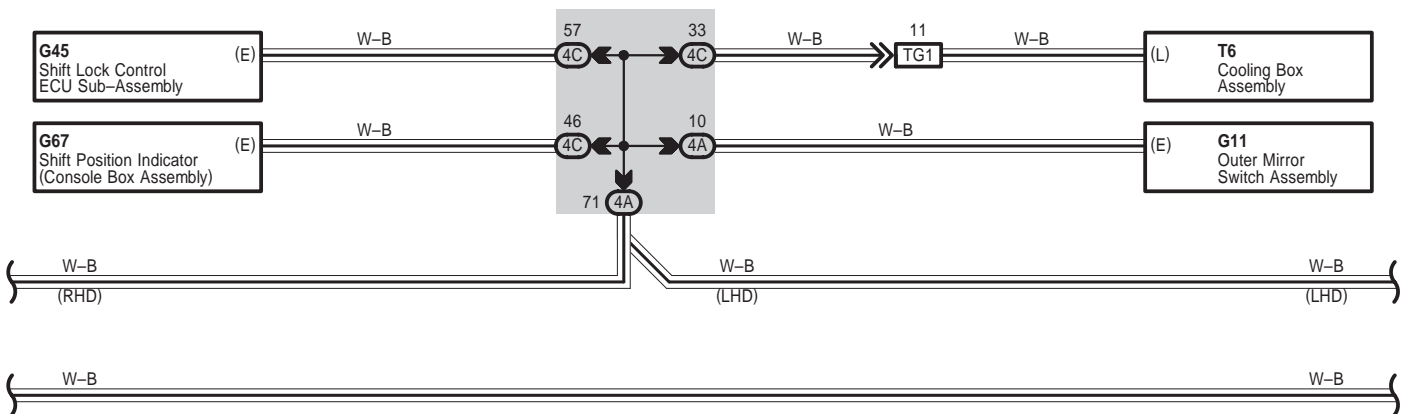 57 33 11
W–B W–B W–B
G45 (E) 4C 4C TG1 (L) T6
Shift Lock Control Cooling Box
ECU Sub–Assembly Assembly
46 10
W–B W–B
G67 (E) 4C 4A (E) G11
Shift Position Indicator Outer Mirror
(Console Box Assembly) Switch Assembly
71 4A
W–B W–B W–B
(RHD) (LHD) (LHD)
W–B W–B